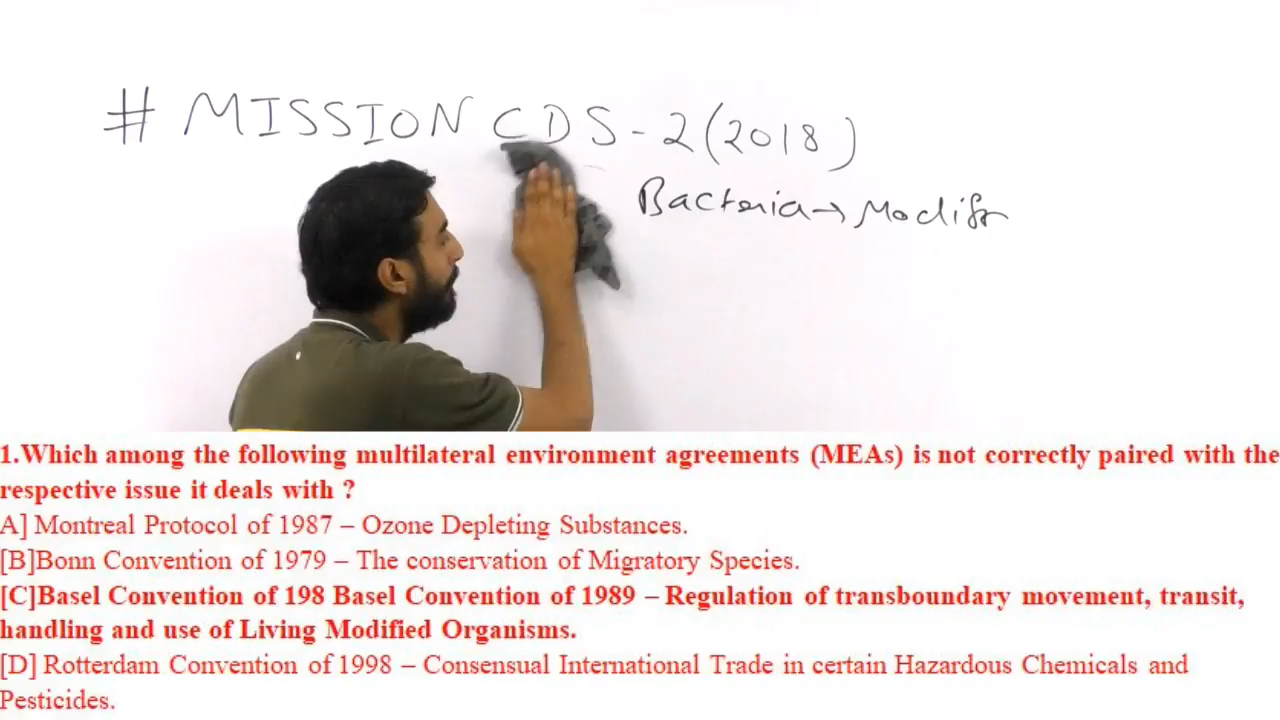 # MISSION CDS-2(2018)
Bacteria→
1.Which among the following multilateral environment agreements (MEAs) is not correctly paired with the
respective issue it deals with ?
A] Montreal Protocol of 1987 – Ozone Depleting Substances.
[B]Bonn Convention of 1979 – The conservation of Migratory Species.
[C]Basel Convention of 198 Basel Convention of 1989 – Regulation of transboundary movement, transit,
handling and use of Living Modified Organisms.
[D] Rotterdam Convention of 1998 – Consensual International Trade in certain Hazardous Chemicals and
Pesticides.